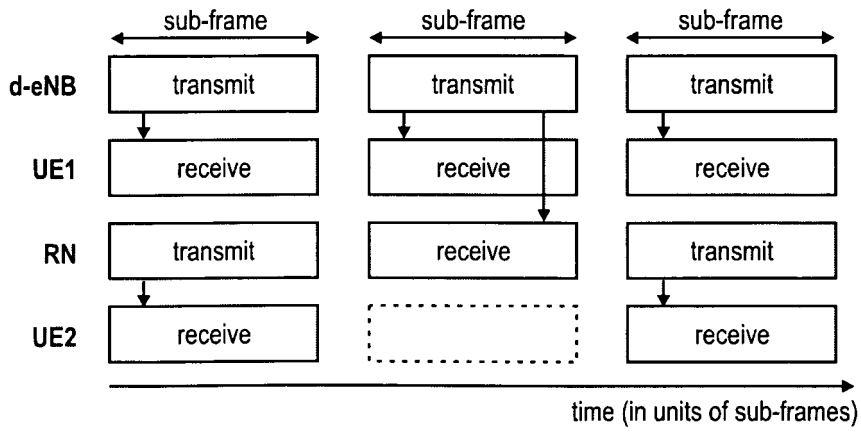 sub-frame sub-frame sub-frame
d-eNB transmit transmit transmit
UE1 receive receive receive
RN transmit receive transmit
UE2 receive receive
time (in units of sub-frames)